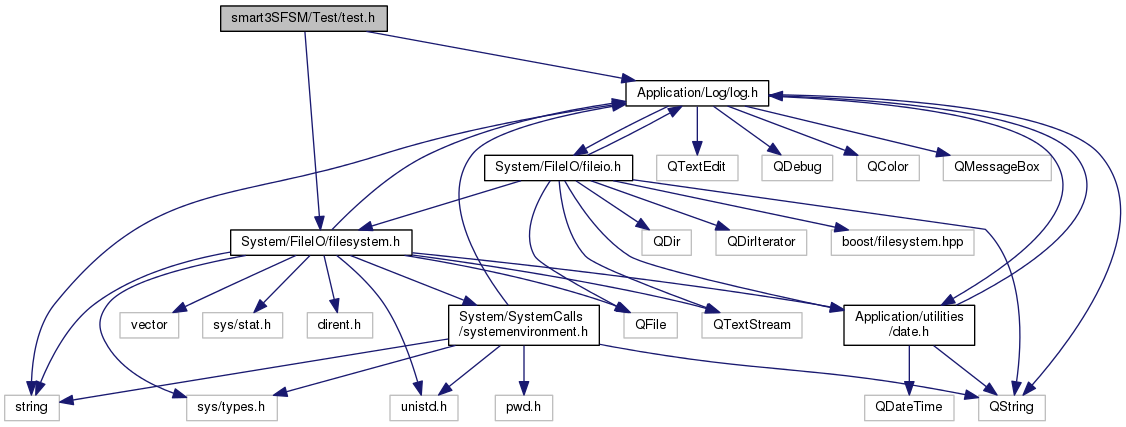 smart3SFSM/Test/test.h
Application/Log/log.h
System/FileIO/fileio.h
QTextEdit
QDebug
QColor
QMessageBox
System/FileIO/filesystem.h
QDir
QDirIterator
boost/filesystem.hpp
vector
sys/stat.h
dirent.h
System/SystemCalls
/systemenvironment.h
QFile
QTextStream
Application/utilities
/date.h
string
sys/types.h
unistd.h
pwd.h
QDateTime
QString